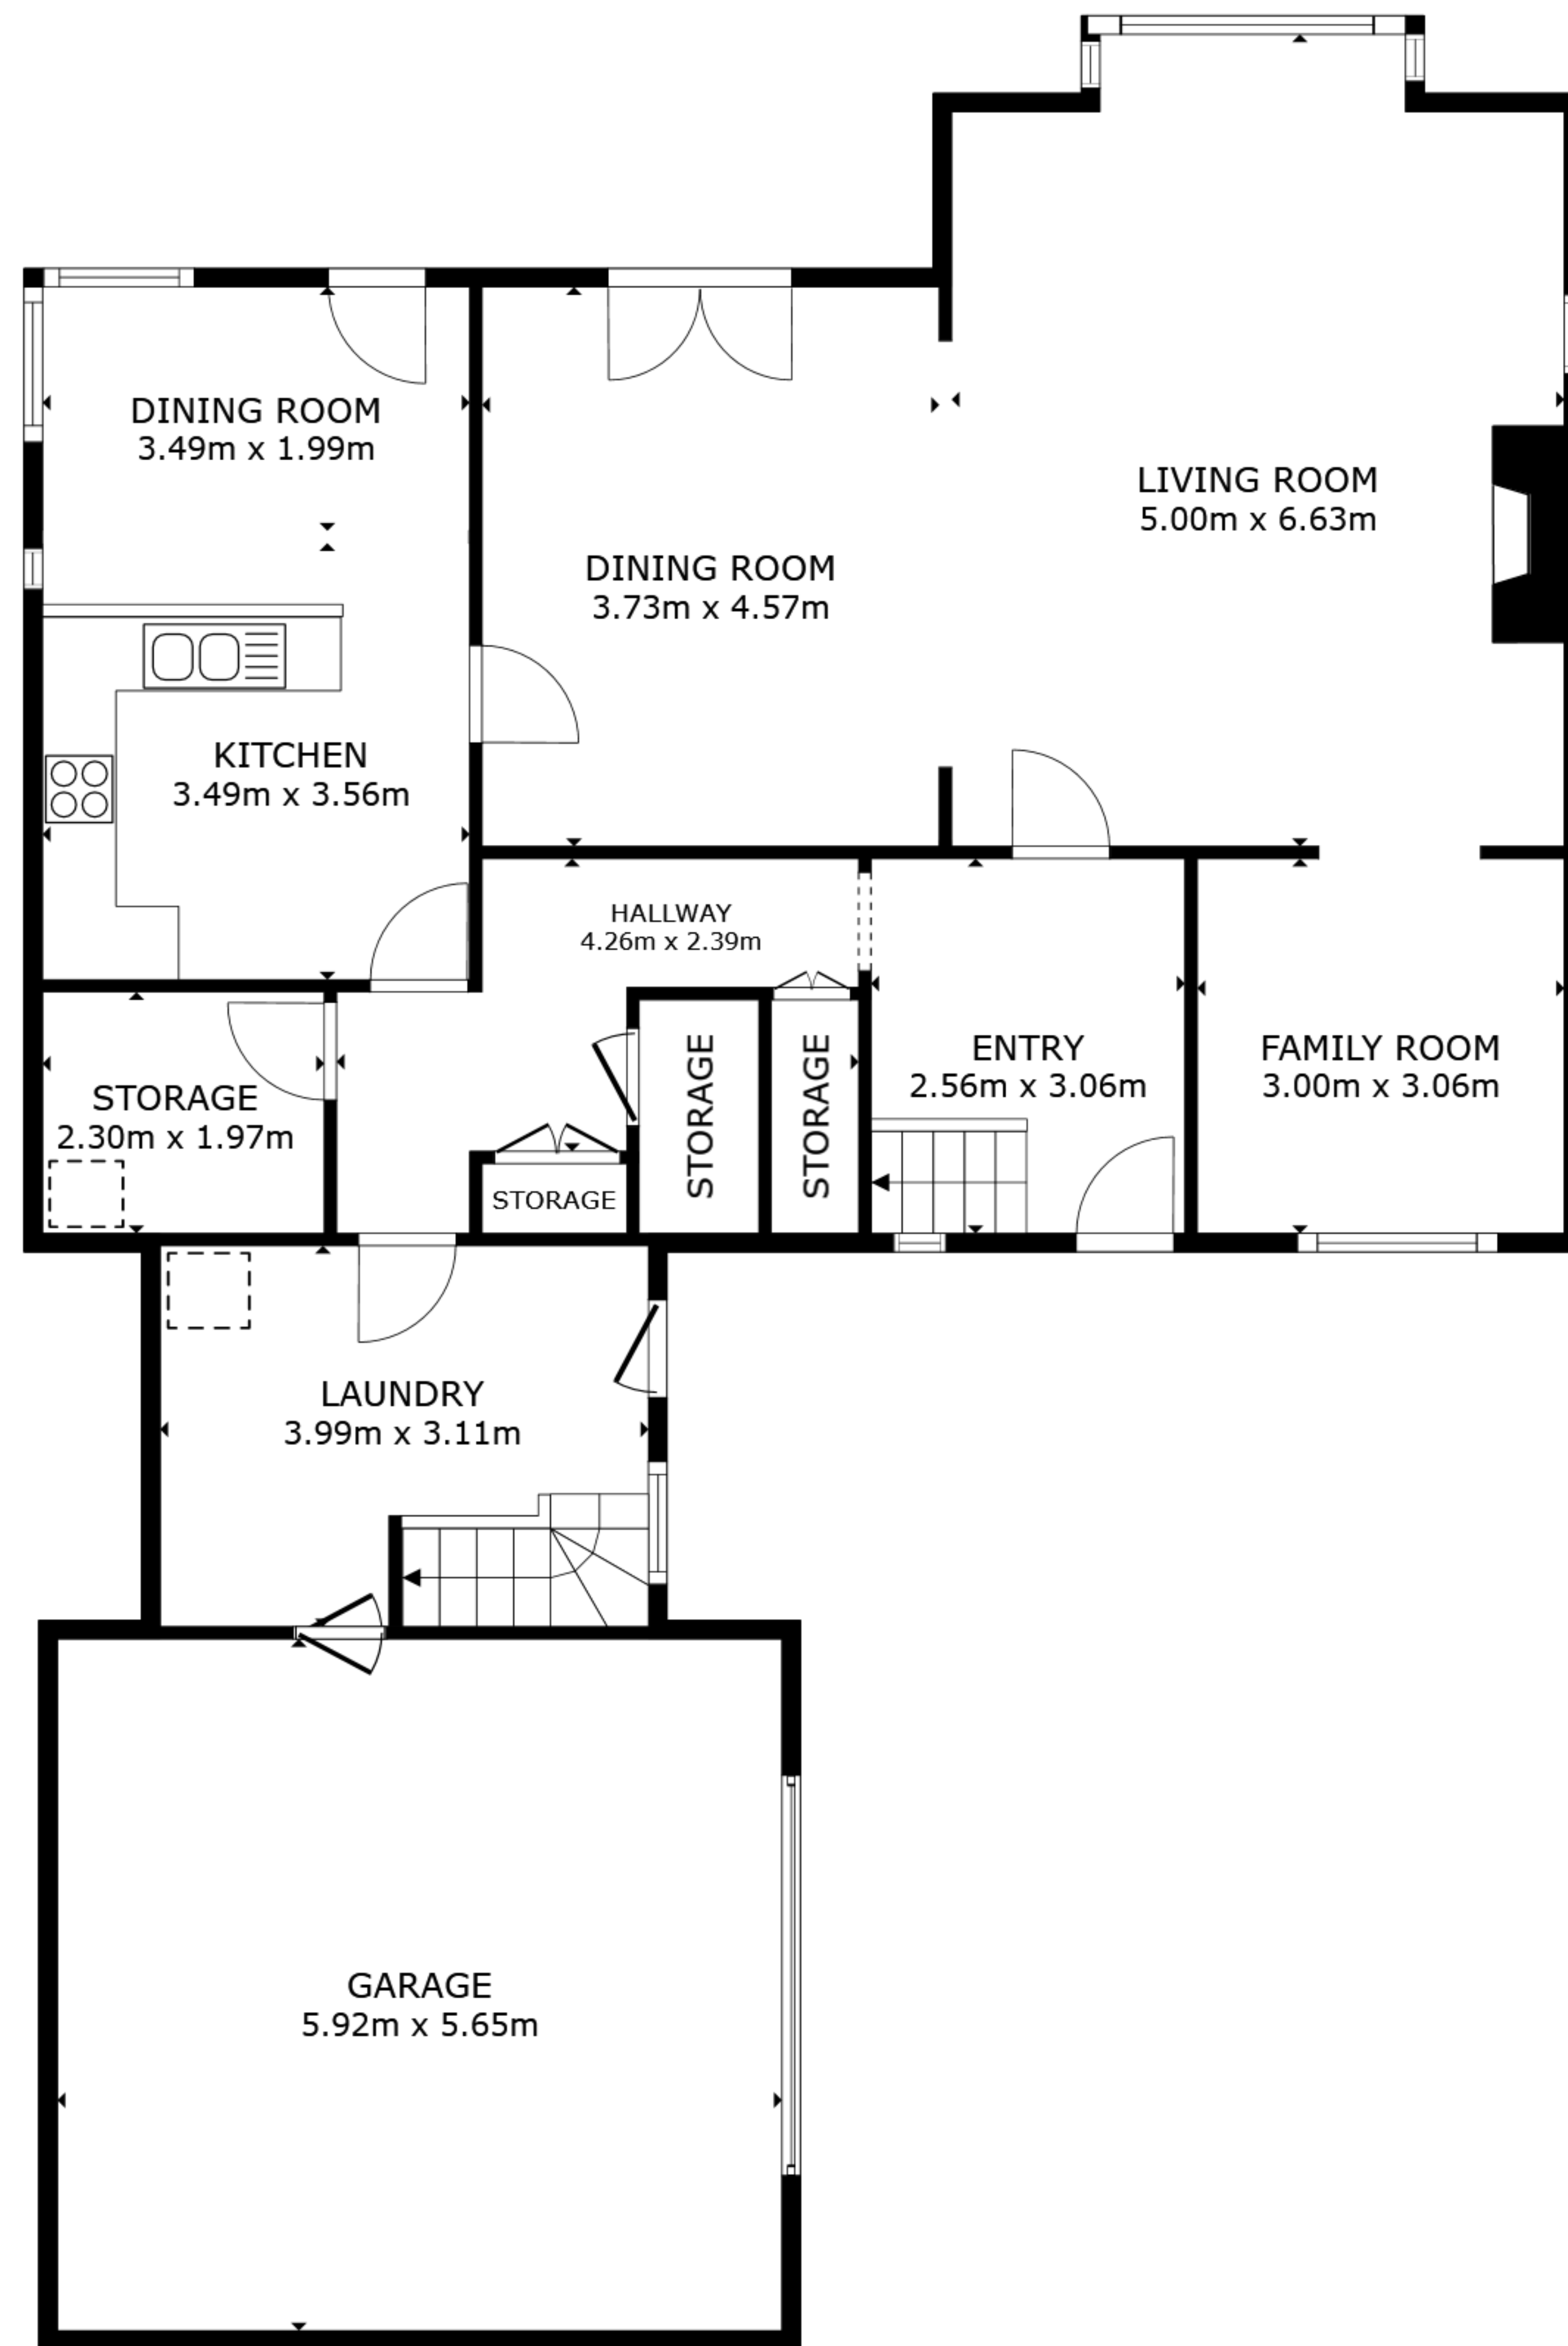 DINING ROOM
3.49m x 1.99m
LIVING ROOM
5.00m x 6.63m
DINING ROOM
3.73m x 4.57m
KITCHEN
3.49m x 3.56m
HALLWAY
4.26m x 2.39m
STORAGE
2.30m x 1.97m
STORAGE
STORAGE
STORAGE
ENTRY
2.56m x 3.06m
FAMILY ROOM
3.00m x 3.06m
LAUNDRY
3.99m x 3.11m
GARAGE
5.92m x 5.65m